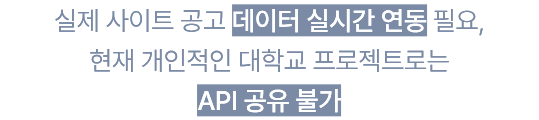 실제 사이트 공고 데이터 실시간 연동 필요,
현재 개인적인 대학교 프로젝트로는
API 공유 불가